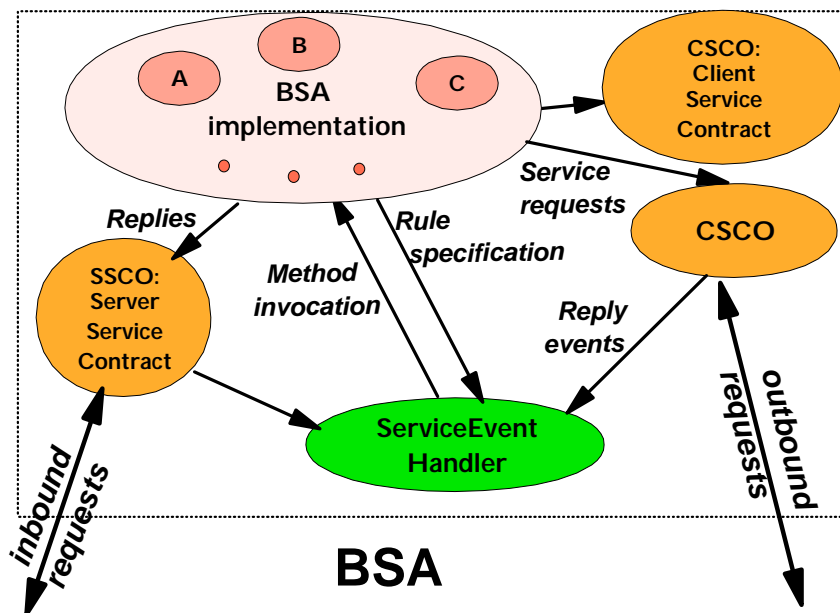 B
A
C
BSA
implementation
CSCO:
Client
Service
Contract
Service
requests
Replies
Rule
specification
CSCO
Method
invocation
SSCO:
Server
Service
Contract
Reply
events
ServiceEvent
Handler
inbound
requests
outbound
requests
BSA